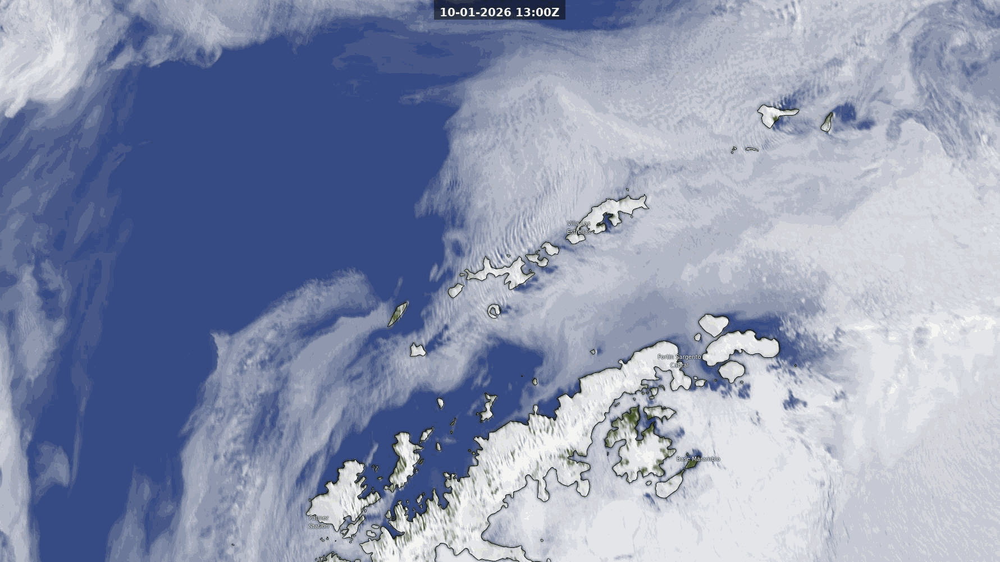 10-01-2026 13:00Z
Villa Las
Estrellas
Fortín Sargento
Cabral
Base Marambio
Palmer
Station